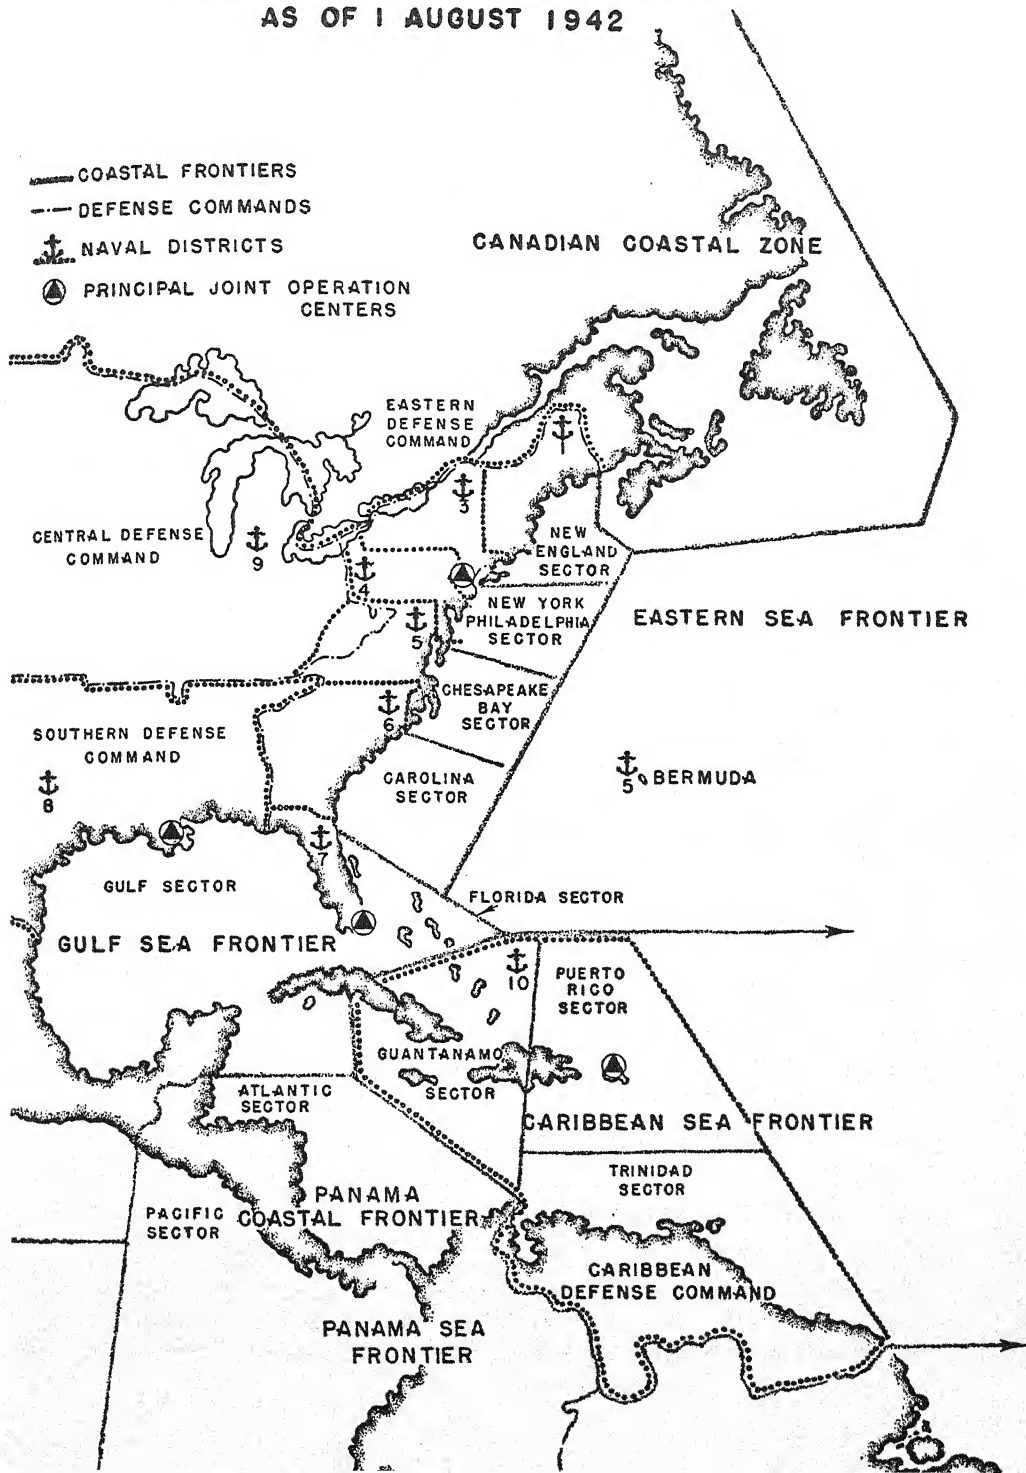 AS OF 1 AUGUST 1942
COASTAL FRONTIERS
DEFENSE COMMANDS
NAVAL DISTRICTS
PRINCIPAL JOINT OPERATION
CENTERS
CANADIAN COASTAL ZONE
EASTERN
DEFENSE
COMMAND
1
3
CENTRAL DEFENSE
COMMAND
9
4
NEW
ENGLAND
SECTOR
NEW YORK
PHILADELPHIA
SECTOR
5
EASTERN SEA FRONTIER
CHESAPEAKE
BAY
SECTOR
6
SOUTHERN DEFENSE
COMMAND
8
CAROLINA
SECTOR
5
BERMUDA
7
GULF SECTOR
FLORIDA SECTOR
GULF SEA FRONTIER
10
PUERTO
RICO
SECTOR
GUANTANAMO
SECTOR
ATLANTIC
SECTOR
CARIBBEAN SEA FRONTIER
TRINIDAD
SECTOR
PACIFIC
SECTOR
PANAMA
COASTAL FRONTIER
CARIBBEAN
DEFENSE COMMAND
PANAMA SEA
FRONTIER